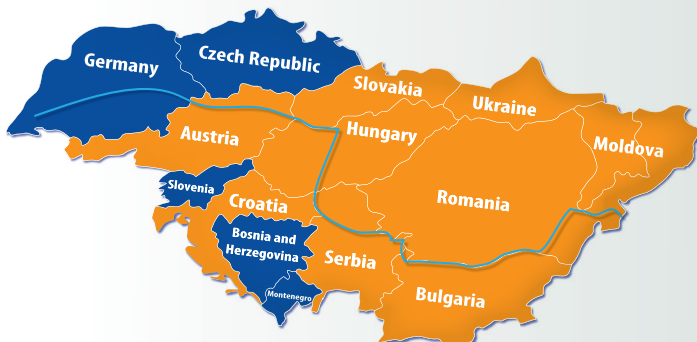 Czech Republic
Germany
Slovakia
Ukraine
Austria
Hungary
Moldova
Slovenia
Croatia
Romania
Bosnia and
Herzegovina
Serbia
Montenegro
Bulgaria